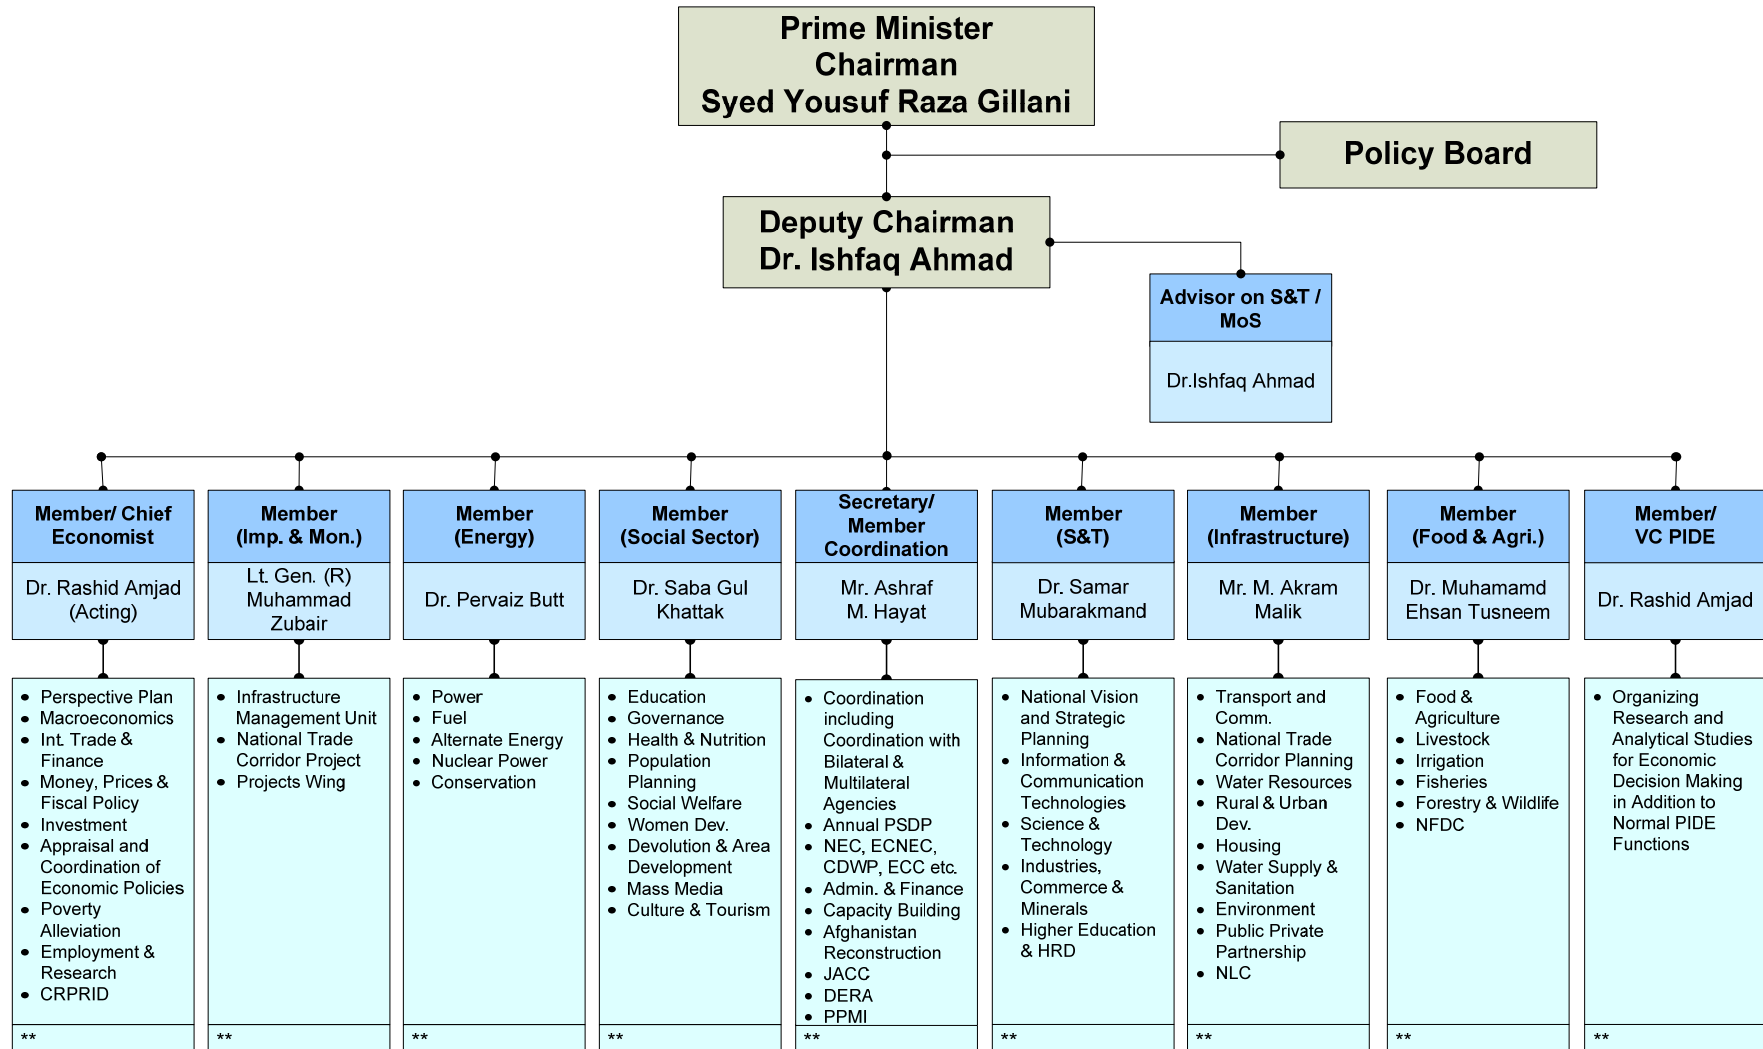 Prime Minister
Chairman
Syed Yousuf Raza Gillani
Policy Board
Deputy Chairman
Dr. Ishfaq Ahmad
Advisor on S&T /
MoS
Dr.Ishfaq Ahmad
Member/ Chief
Economist
Dr. Rashid Amjad
(Acting)
• Perspective Plan
• Macroeconomics
• Int. Trade &
Finance
• Money, Prices &
Fiscal Policy
• Investment
• Appraisal and
Coordination of
Economic Policies
• Poverty
Alleviation
• Employment &
Research
• CRPRID
**
Member
(Imp. & Mon.)
Lt. Gen. (R)
Muhammad
Zubair
• Infrastructure
Management Unit
• National Trade
Corridor Project
• Projects Wing
**
Member
(Energy)
Dr. Pervaiz Butt
• Power
• Fuel
• Alternate Energy
• Nuclear Power
• Conservation
**
Member
(Social Sector)
Dr. Saba Gul
Khattak
• Education
• Governance
• Health & Nutrition
• Population
Planning
• Social Welfare
• Women Dev.
• Devolution & Area
Development
• Mass Media
• Culture & Tourism
**
Secretary/
Member
Coordination
Mr. Ashraf
M. Hayat
• Coordination
including
Coordination with
Bilateral &
Multilateral
Agencies
• Annual PSDP
• NEC, ECNEC,
CDWP, ECC etc.
• Admin. & Finance
• Capacity Building
• Afghanistan
Reconstruction
• JACC
• DERA
• PPMI
**
Member
(S&T)
Dr. Samar
Mubarakmand
• National Vision
and Strategic
Planning
• Information &
Communication
Technologies
• Science &
Technology
• Industries,
Commerce &
Minerals
• Higher Education
& HRD
**
Member
(Infrastructure)
Mr. M. Akram
Malik
• Transport and
Comm.
• National Trade
Corridor Planning
• Water Resources
• Rural & Urban
Dev.
• Housing
• Water Supply &
Sanitation
• Environment
• Public Private
Partnership
• NLC
**
Member
(Food & Agri.)
Dr. Muhamamd
Ehsan Tusneem
• Food &
Agriculture
• Livestock
• Irrigation
• Fisheries
• Forestry & Wildlife
• NFDC
**
Member/
VC PIDE
Dr. Rashid Amjad
• Organizing
Research and
Analytical Studies
for Economic
Decision Making
in Addition to
Normal PIDE
Functions
**